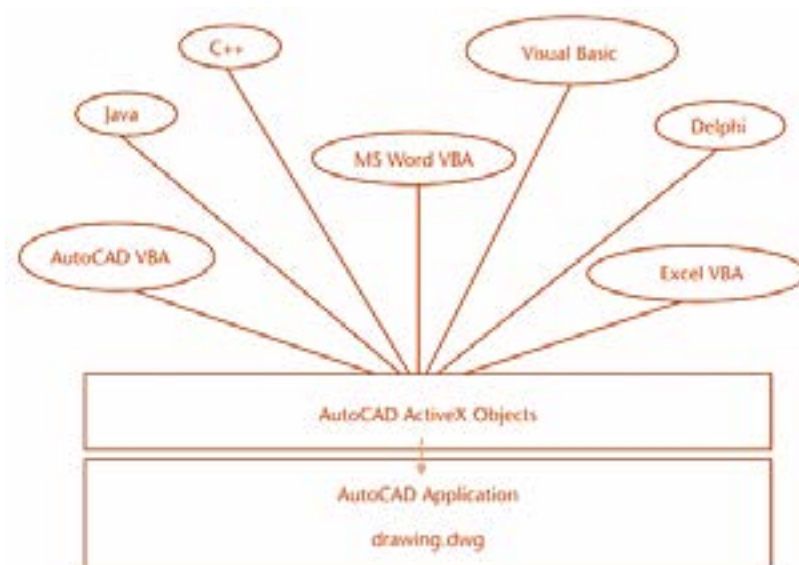 C++
Visual Basic
Java
Delphi
MS Word VBA
AutoCAD VBA
Excel VBA
AutoCAD ActiveX Objects
AutoCAD Application
drawing.dwg